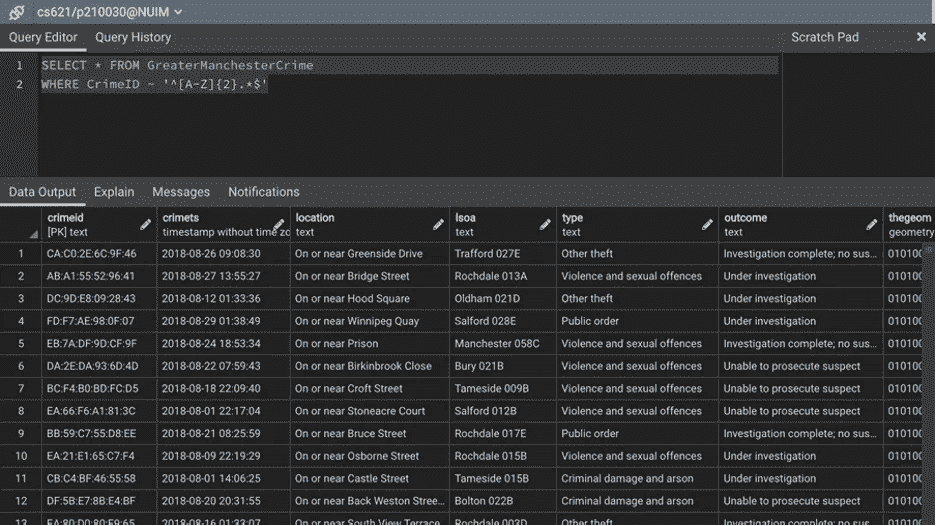 cs621/p210030@NUIM
Query Editor Query History Scratch Pad
1 SELECT * FROM GreaterManchesterCrime
2 WHERE CrimeID ~ '^[A-Z]{2}.*$'
Data Output Explain Messages Notifications
crimeid crimets location lsoa type outcome thegeom
[PK] text timestamp without time zo text text text text geometry
1 CA:C0:2E:6C:9F:46 2018-08-26 09:08:30 On or near Greenside Drive Trafford 027E Other theft Investigation complete; no sus... 010100
2 AB:A1:55:52:96:41 2018-08-27 13:55:27 On or near Bridge Street Rochdale 013A Violence and sexual offences Under investigation 010100
3 DC:9D:E8:09:28:43 2018-08-12 01:33:36 On or near Hood Square Oldham 021D Other theft Under investigation 010100
4 FD:F7:AE:98:0F:07 2018-08-29 01:38:49 On or near Winnipeg Quay Salford 028E Public order Under investigation 010100
5 EB:7A:DF:9D:CF:9F 2018-08-24 18:53:34 On or near Prison Manchester 058C Violence and sexual offences Investigation complete; no sus... 010100
6 DA:2E:DA:93:6D:4D 2018-08-22 07:59:43 On or near Birkinbrook Close Bury 021B Violence and sexual offences Unable to prosecute suspect 010100
7 BC:F4:B0:BD:FC:D5 2018-08-18 22:09:40 On or near Croft Street Tameside 009B Violence and sexual offences Unable to prosecute suspect 010100
8 EA:66:F6:A1:81:3C 2018-08-01 22:17:04 On or near Stoneacre Court Salford 012B Violence and sexual offences Unable to prosecute suspect 010100
9 BB:59:C7:55:D8:EE 2018-08-21 08:25:59 On or near Bruce Street Rochdale 017E Public order Investigation complete; no sus... 010100
10 EA:21:E1:65:C7:F4 2018-08-09 22:19:29 On or near Osborne Street Rochdale 015B Violence and sexual offences Under investigation 010100
11 CB:C4:BF:46:55:58 2018-08-01 14:06:25 On or near Castle Street Tameside 015B Criminal damage and arson Under investigation 010100
12 DF:5B:E7:8B:E4:BF 2018-08-20 20:31:55 On or near Back Weston Stree... Bolton 022B Criminal damage and arson Unable to prosecute suspect 010100
13 EA:80:D0:80:F9:65 2018-08-16 01:33:07 On or near South View Terrace Rochdale 003D Other theft Under investigation 010100